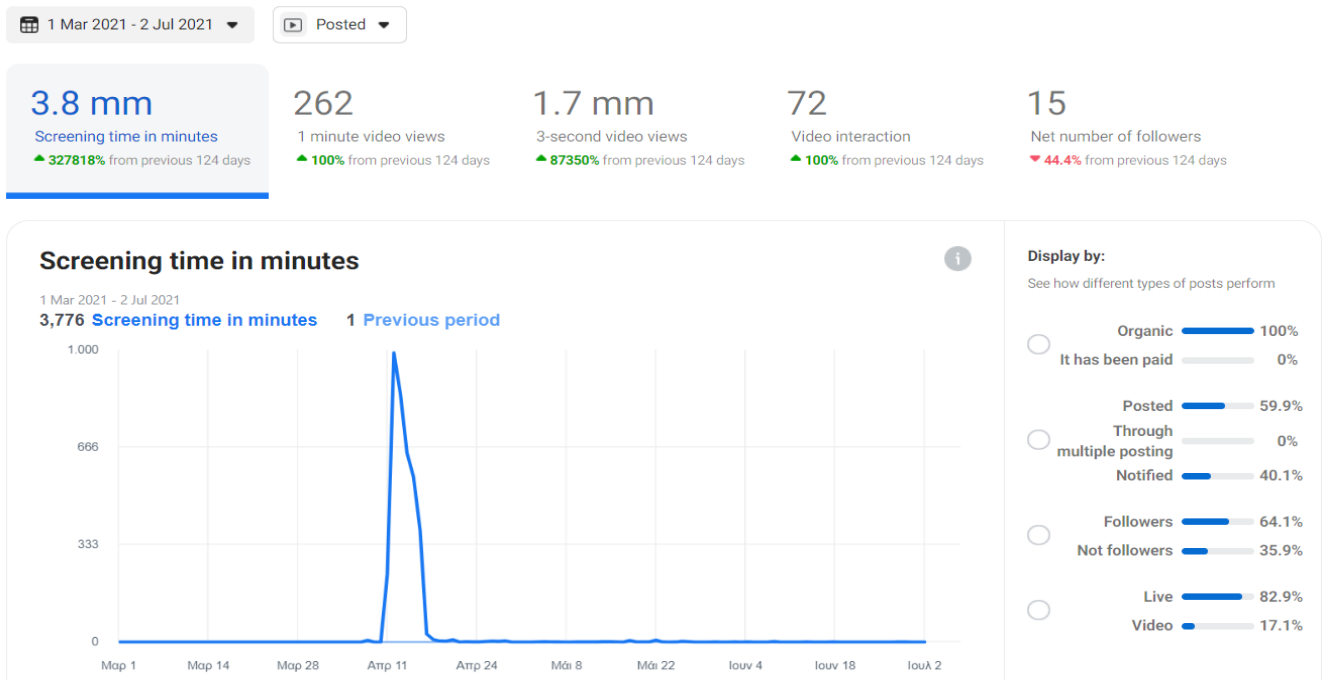 1 Mar 2021 - 2 Jul 2021
Posted
3.8 mm
Screening time in minutes
327818% from previous 124 days
262
1 minute video views
100% from previous 124 days
1.7 mm
3-second video views
87350% from previous 124 days
72
Video interaction
100% from previous 124 days
15
Net number of followers
44.4% from previous 124 days
Screening time in minutes
1 Mar 2021 - 2 Jul 2021
3,776 Screening time in minutes 1 Previous period
1.000
666
333
0
Μαρ 1 Μαρ 14 Μαρ 28 Απρ 11 Απρ 24 Μάι 8 Μάι 22 Ιουν 4 Ιουν 18 Ιουλ 2
Display by:
See how different types of posts perform
Organic 100%
It has been paid 0%
Posted 59.9%
Through
multiple posting 0%
Notified 40.1%
Followers 64.1%
Not followers 35.9%
Live 82.9%
Video 17.1%